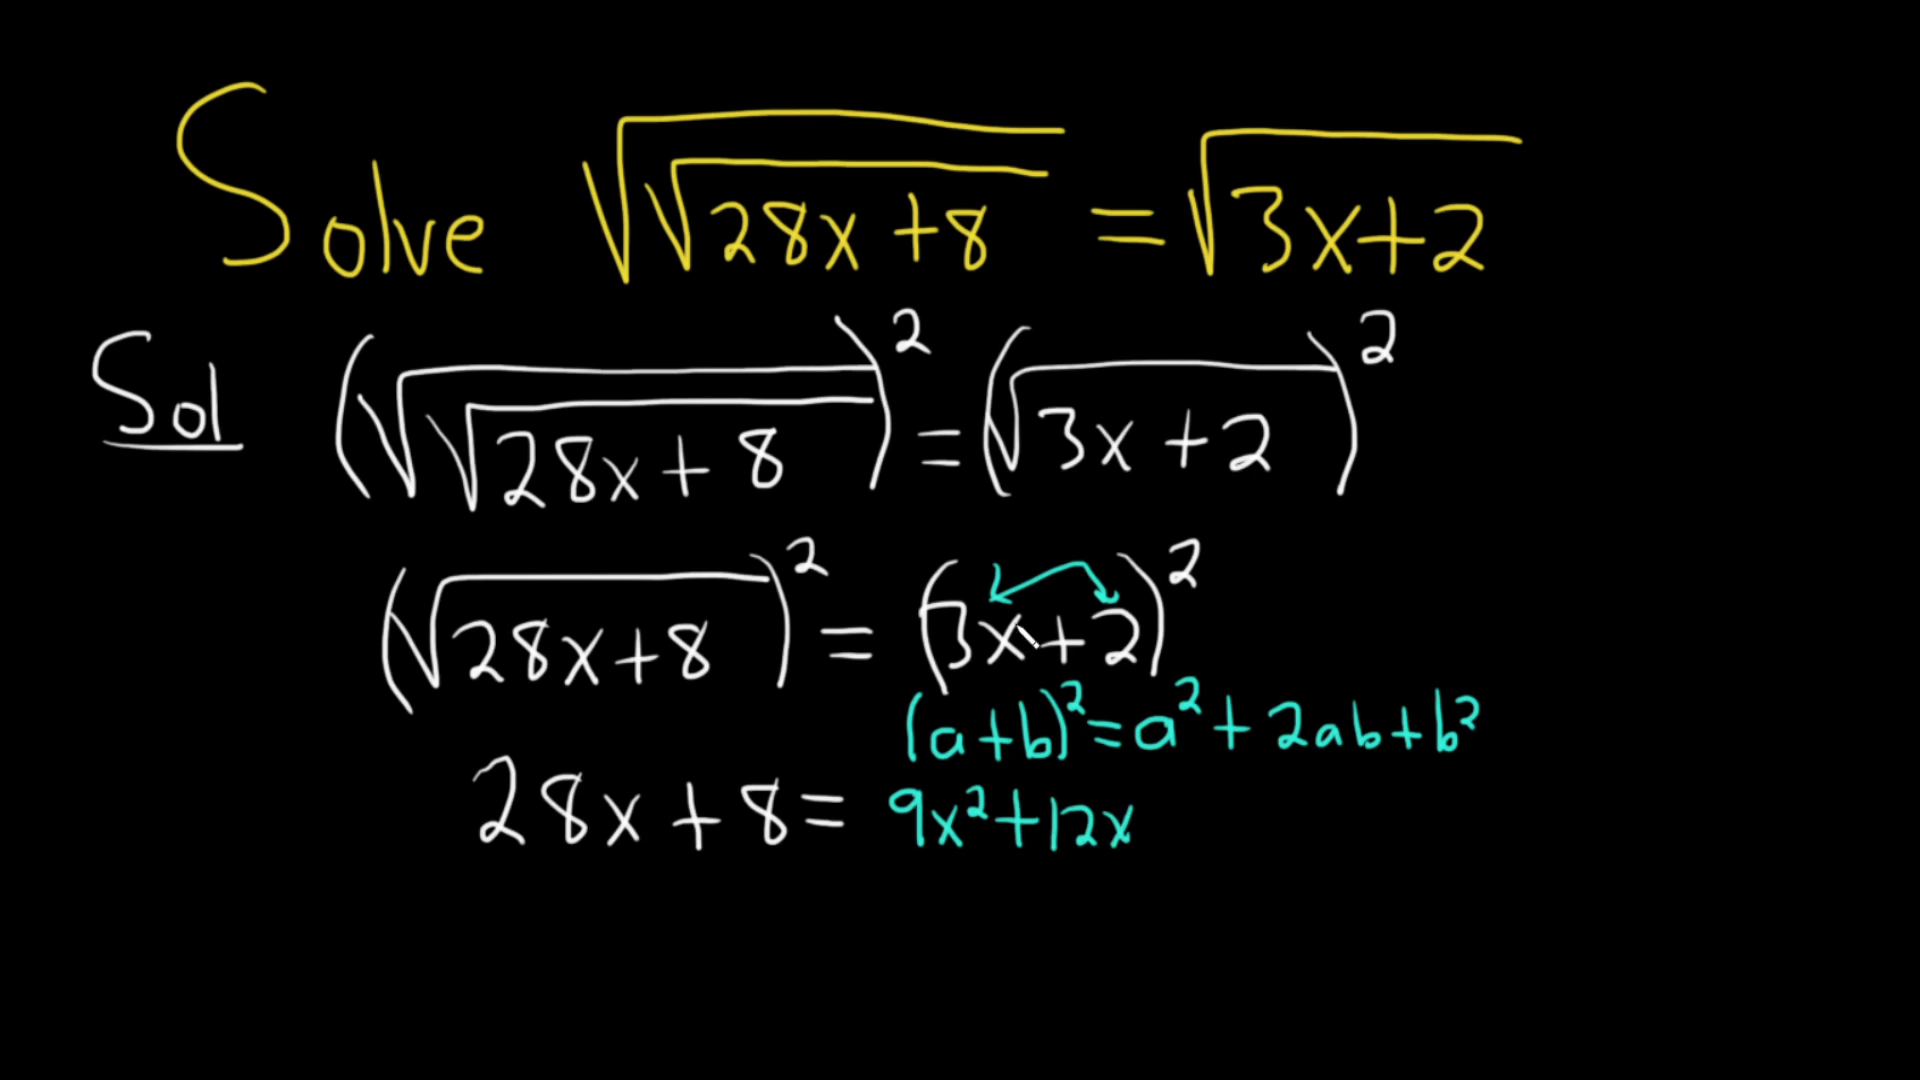 Solve √√28x+8 = √3x+2
Sol (√√28x+8)² = (√3x+2)²
(√28x+8)² = (3x+2)²
(a+b)² = a² + 2ab + b²
28x + 8 = 9x² + 12x